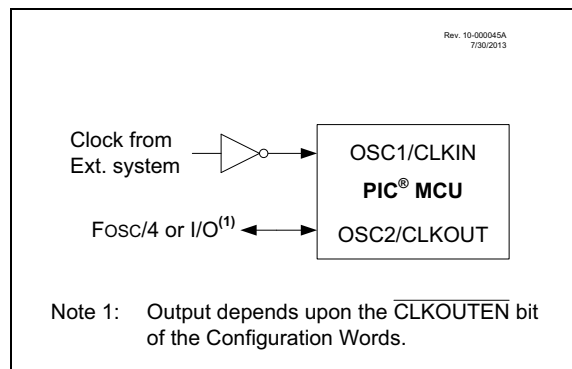 Rev. 10-000045A
7/30/2013
Clock from
Ext. system
OSC1/CLKIN
PIC® MCU
FOSC/4 or I/O(1)
OSC2/CLKOUT
Note 1: Output depends upon the CLKOUTEN bit
of the Configuration Words.